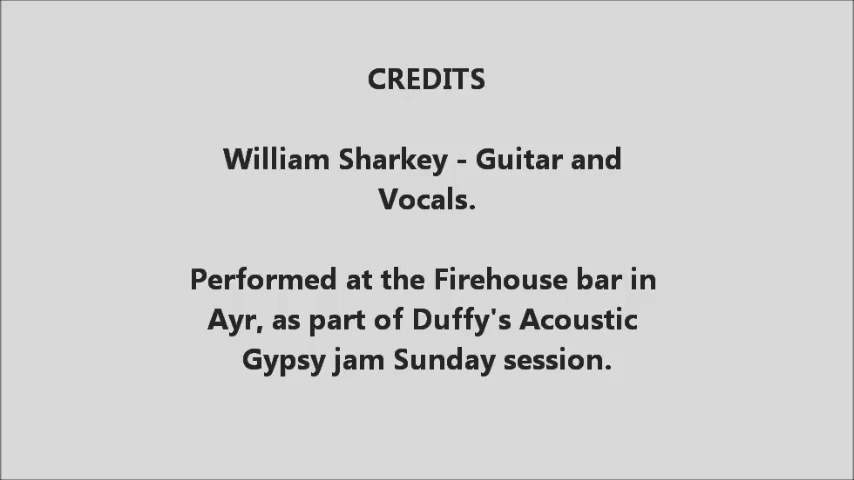 CREDITS
William Sharkey - Guitar and
Vocals.
Performed at the Firehouse bar in
Ayr, as part of Duffy's Acoustic
Gypsy jam Sunday session.